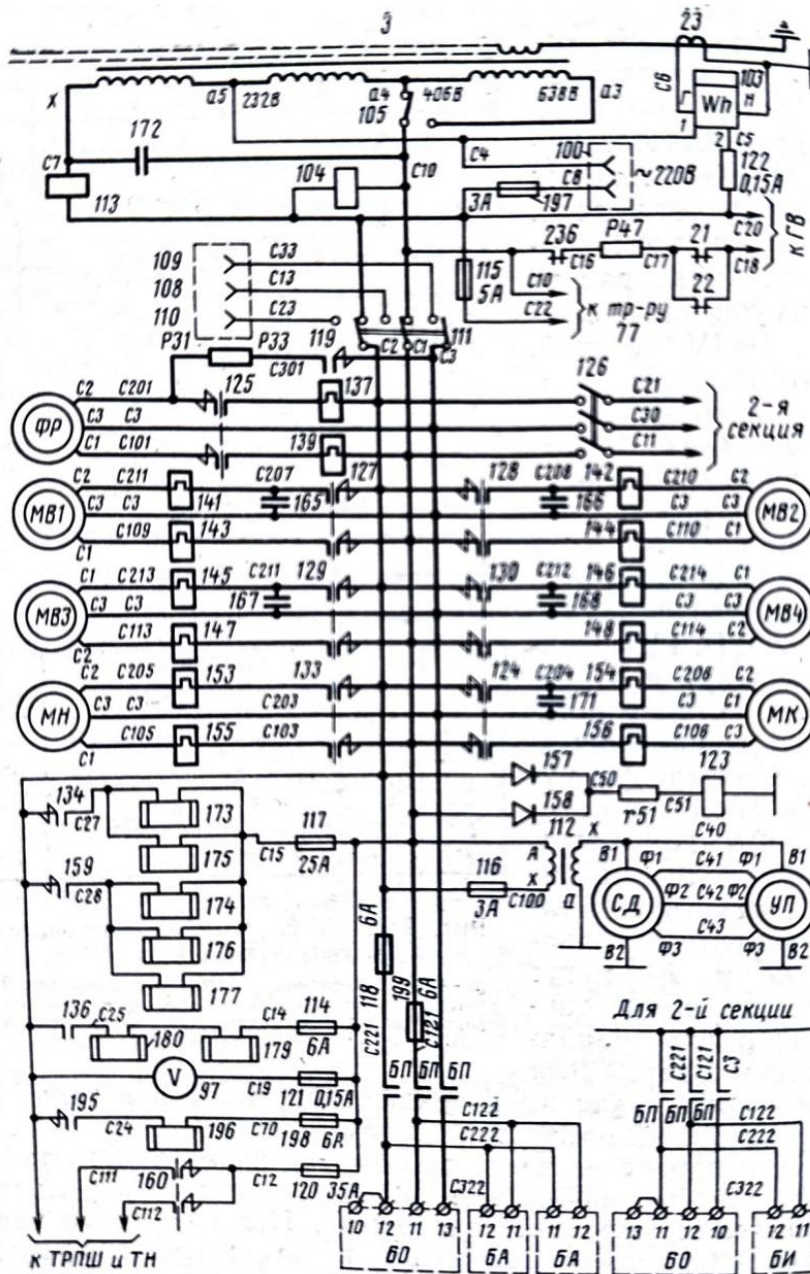 Э 23
х а5 232В а4 406В 638В а3 С6 Wh 103 н
105 1 2 С5
172 С7 113 104 С10 С4 100 ~220В 122 0,15А
3А 197 С8 С20 к ГВ
236 Р47 21
С16 С17 С18
109 С33 115 5А С10 22
108 С13 С22 к тр-ру 77
110 С23 119 С2 С1 С3 111
Р31 Р33 С301
126
С2 С201 125 137 С21 2-я секция
ФР С3 С3 С30
С1 С101 139 С11
С2 С211 С207 127 128 С208 142 С210 С2
МВ1 С3 С3 141 165 166 С3 С3 МВ2
С109 143 144 С110 С1
С1
С1 С213 145 С211 129 130 С212 146 С214 С1
МВ3 С3 С3 167 168 С3 С3 МВ4
С113 147 148 С114 С2
С2
С2 С205 153 133 124 С204 154 С206 С2
МН С3 С3 С203 171 С3 С1 МК
С105 155 С103 156 С106 С3
С1
157 С50 123
158 r51 С51
134 С27 173
117 112 х С40
175 С15 25А А В1 Ф1 С41 Ф1 В1
159 С28 174 116 х СД Ф2 С42 Ф2 УП
3А С100 а С43
176 6А В2 Ф3 Ф3 В2
177 118 199 6А
Для 2-й секции
136 С25 С14 114 С221 С121 С221 С121 С3
180 179 6А
V 97 С19 121 0,15А БП БП БП БП БП БП
195 С24 196 С70 198 6А С122 С122
С222 С222
С111 160 С12 120 35А С322 С322
С112
10 12 11 13 12 11 11 12 13 11 12 10 12 11
к ТРПШ и ТН БО БА БА БО БИ